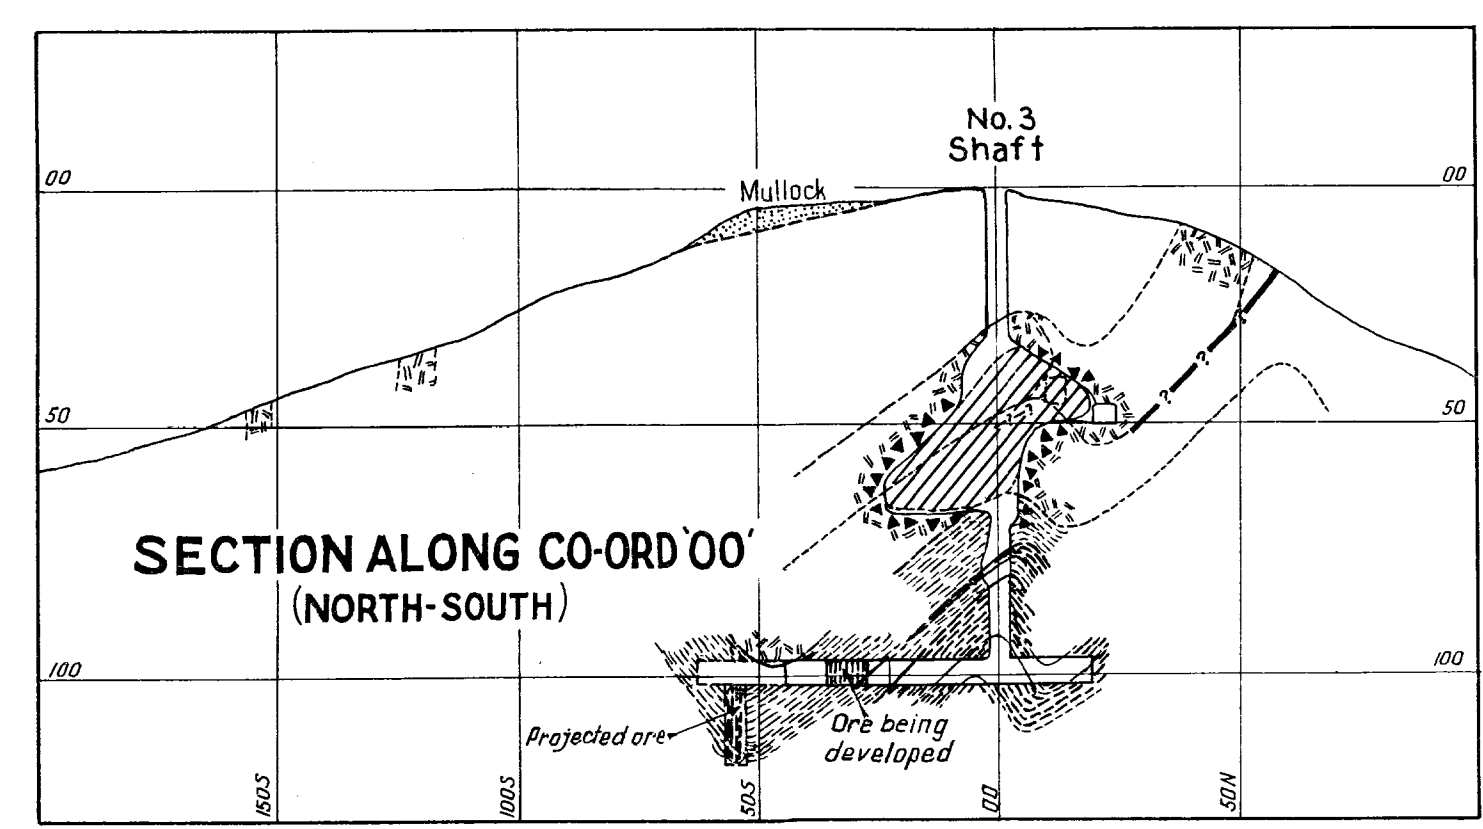 No. 3
Shaft
00
00
Mullock
50
50
?
?
?
SECTION ALONG CO-ORD '00'
(NORTH-SOUTH)
100
100
Projected ore
Ore being
developed
150S
100S
50S
00
50N